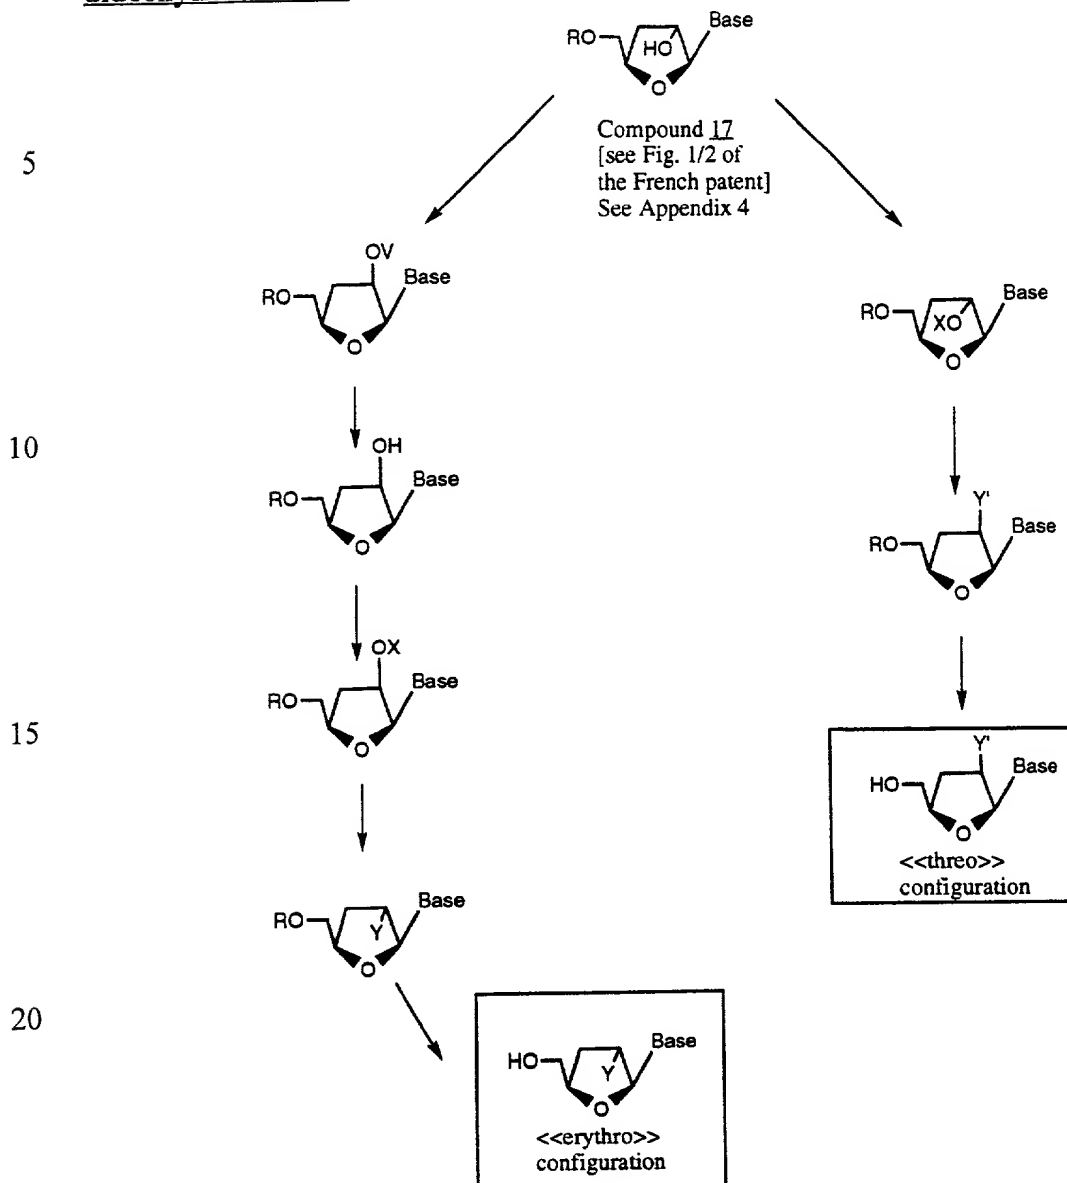 Base
RO
HO
O
5
Compound 17
[see Fig. 1/2 of
the French patent]
See Appendix 4
OV
Base
RO
O
Base
RO
XO
O
10
OH
Base
RO
O
Y'
Base
RO
O
15
OX
Base
RO
O
Y'
Base
HO
O
<<threo>>
configuration
Base
RO
Y
O
20
Base
HO
Y
O
<<erythro>>
configuration